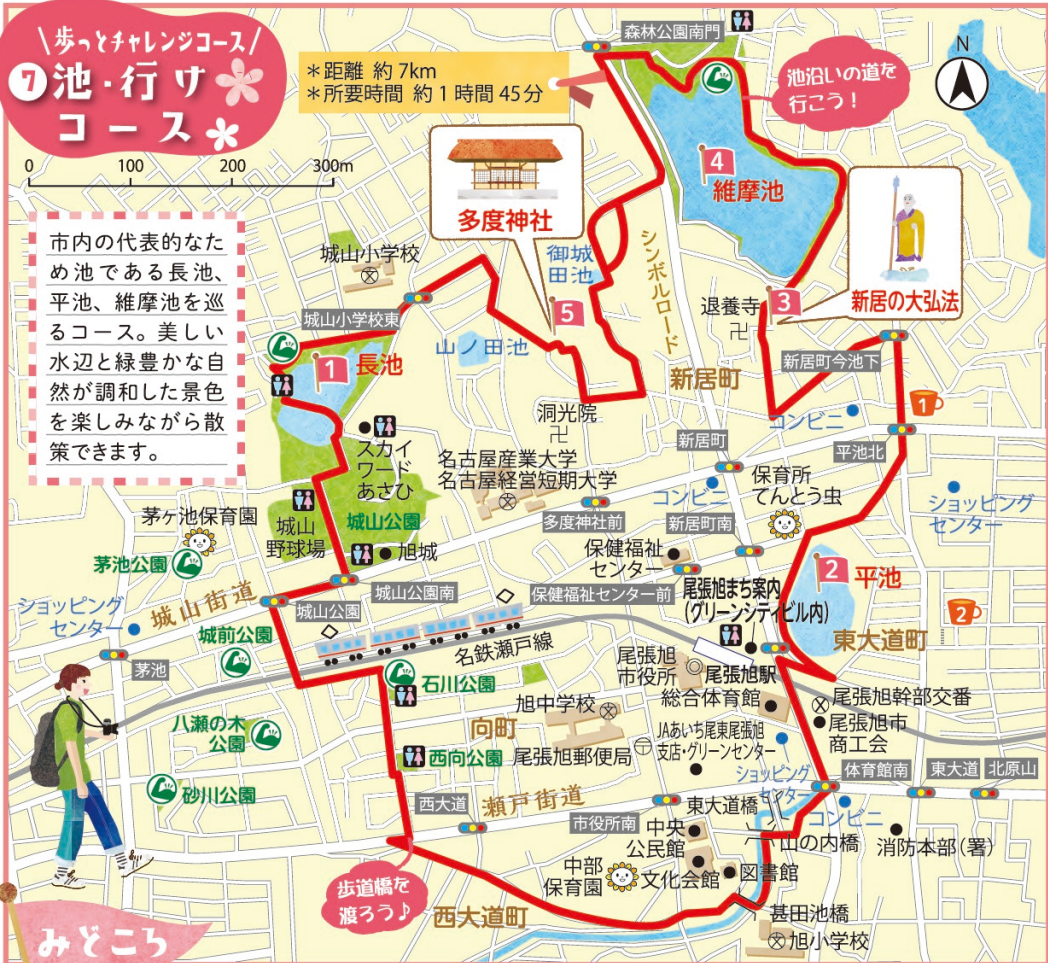 歩っとチャレンジコース
7 池・行け
コース
＊距離 約7km
＊所要時間 約1時間45分
0 100 200 300m
市内の代表的なた
め池である長池、
平池、維摩池を巡
るコース。美しい
水辺と緑豊かな自
然が調和した景色
を楽しみながら散
策できます。
森林公園南門
池沿いの道を
行こう！
N
4
維摩池
多度神社
城山小学校
御城
田池
シンボルロード
5
退養寺
3
新居の大弘法
城山小学校東
山ノ田池
新居町
新居町今池下
1
長池
コンビニ
1
洞光院
新居町
平池北
スカイ
ワード
あさひ
名古屋産業大学
名古屋経営短期大学
コンビニ
保育所
てんとう虫
ショッピング
センター
茅ヶ池保育園
城山
野球場
城山公園
多度神社前
新居町南
茅池公園
旭城
保健福祉
センター
2
平池
城山街道
城山公園南
保健福祉センター前
尾張旭まち案内
(グリーンシティビル内)
2
ショッピング
センター
城山公園
東大道町
城前公園
名鉄瀬戸線
茅池
石川公園
尾張旭
市役所
尾張旭駅
総合体育館
尾張旭幹部交番
旭中学校
尾張旭市
商工会
向町
八瀬の木
公園
西向公園
尾張旭郵便局
JAあいち尾東尾張旭
支店・グリーンセンター
砂川公園
ショッピング
センター
体育館南
東大道
北原山
西大道
瀬戸街道
市役所南
東大道橋
コンビニ
中央
公民館
山の内橋
消防本部(署)
歩道橋を
渡ろう♪
中部
保育園
文化会館
図書館
西大道町
甚田池橋
旭小学校
みどころ